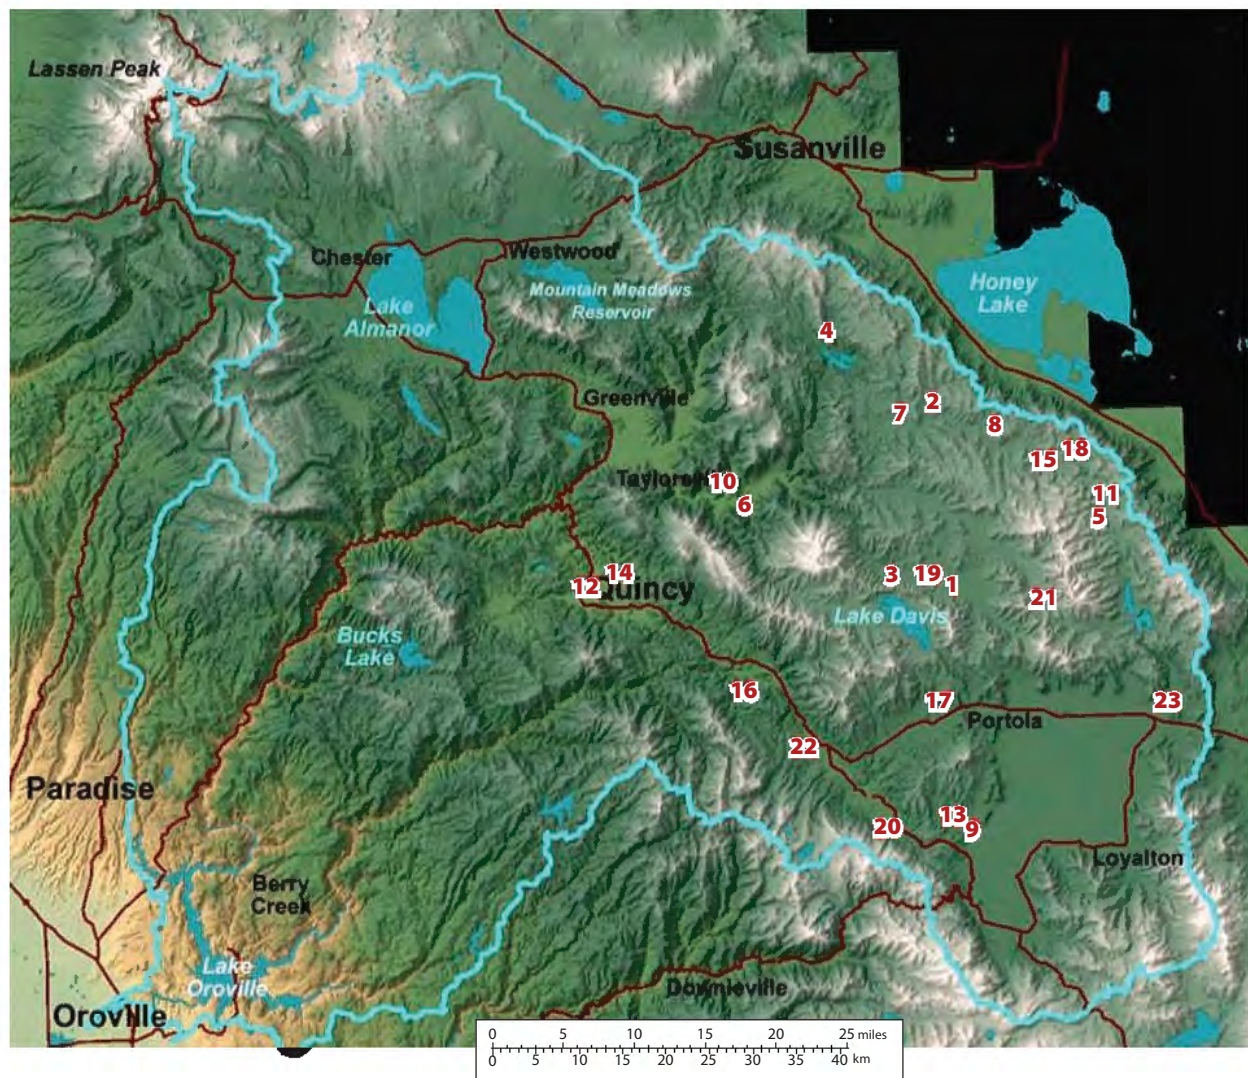 Lassen Peak
Susanville
Chester
Westwood
Honey
Lake
Mountain Meadows
Reservoir
Lake
Almanor
4
Greenville
7
2
8
18
15
10
6
11
5
12
14
Quincy
3
19
1
21
Lake Davis
Bucks
Lake
16
17
23
Portola
22
Paradise
13
9
20
Loyalton
Berry
Creek
Lake
Oroville
Downieville
Oroville
0 5 10 15 20 25 miles
0 5 10 15 20 25 30 35 40 km